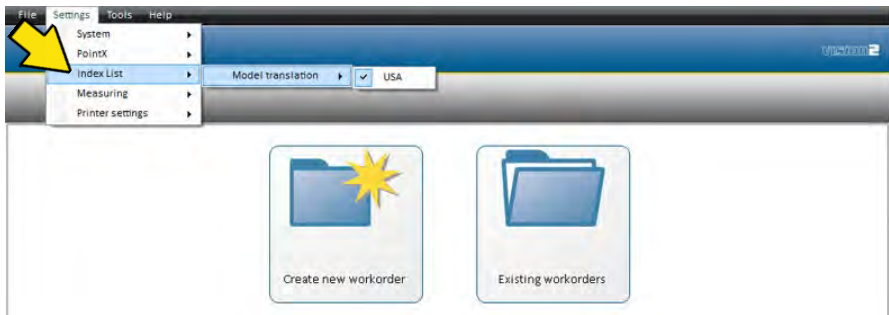 File Settings Tools Help
System
PointX
vision2
Index List Model translation USA
Measuring
Printer settings
Create new workorder Existing workorders